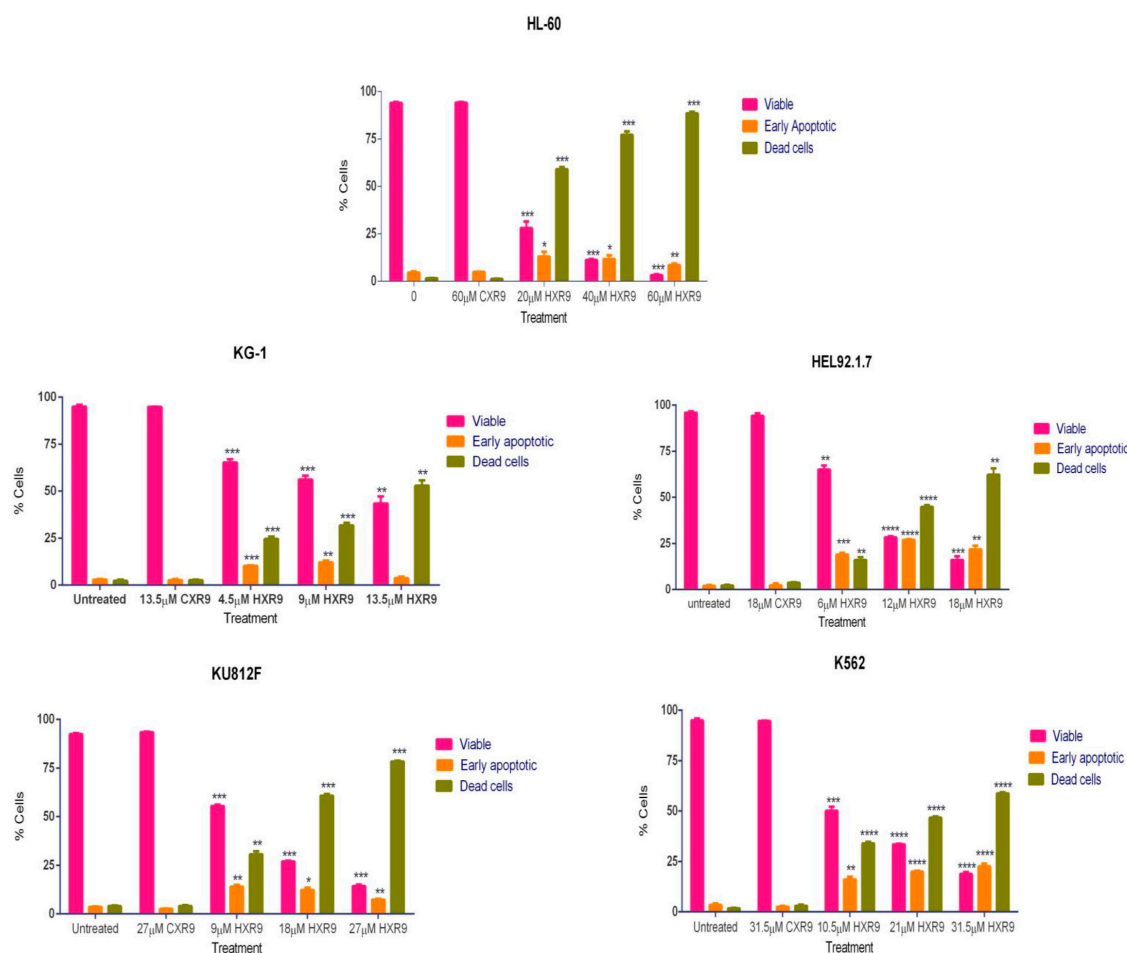 HL-60
100
75
50
25
0
% Cells
***
***
***
***
***
***
*
*
**
0
60μM CXR9
20μM HXR9
40μM HXR9
60μM HXR9
Treatment
Viable
Early Apoptotic
Dead cells
KG-1
100
75
50
25
0
% Cells
***
***
***
***
**
***
**
**
Untreated
13.5μM CXR9
4.5μM HXR9
9μM HXR9
13.5μM HXR9
Treatment
Viable
Early apoptotic
Dead cells
HEL92.1.7
100
75
50
25
0
% Cells
**
***
**
****
****
****
***
**
**
untreated
18μM CXR9
6μM HXR9
12μM HXR9
18μM HXR9
Treatment
Viable
Early apoptotic
Dead cells
KU812F
100
75
50
25
0
% Cells
***
**
**
***
*
***
***
**
***
Untreated
27μM CXR9
9μM HXR9
18μM HXR9
27μM HXR9
Treatment
Viable
Early apoptotic
Dead cells
K562
100
75
50
25
0
% Cells
***
**
****
****
****
****
****
****
****
Untreated
31.5μM CXR9
10.5μM HXR9
21μM HXR9
31.5μM HXR9
Treatment
Viable
Early apoptotic
Dead cells